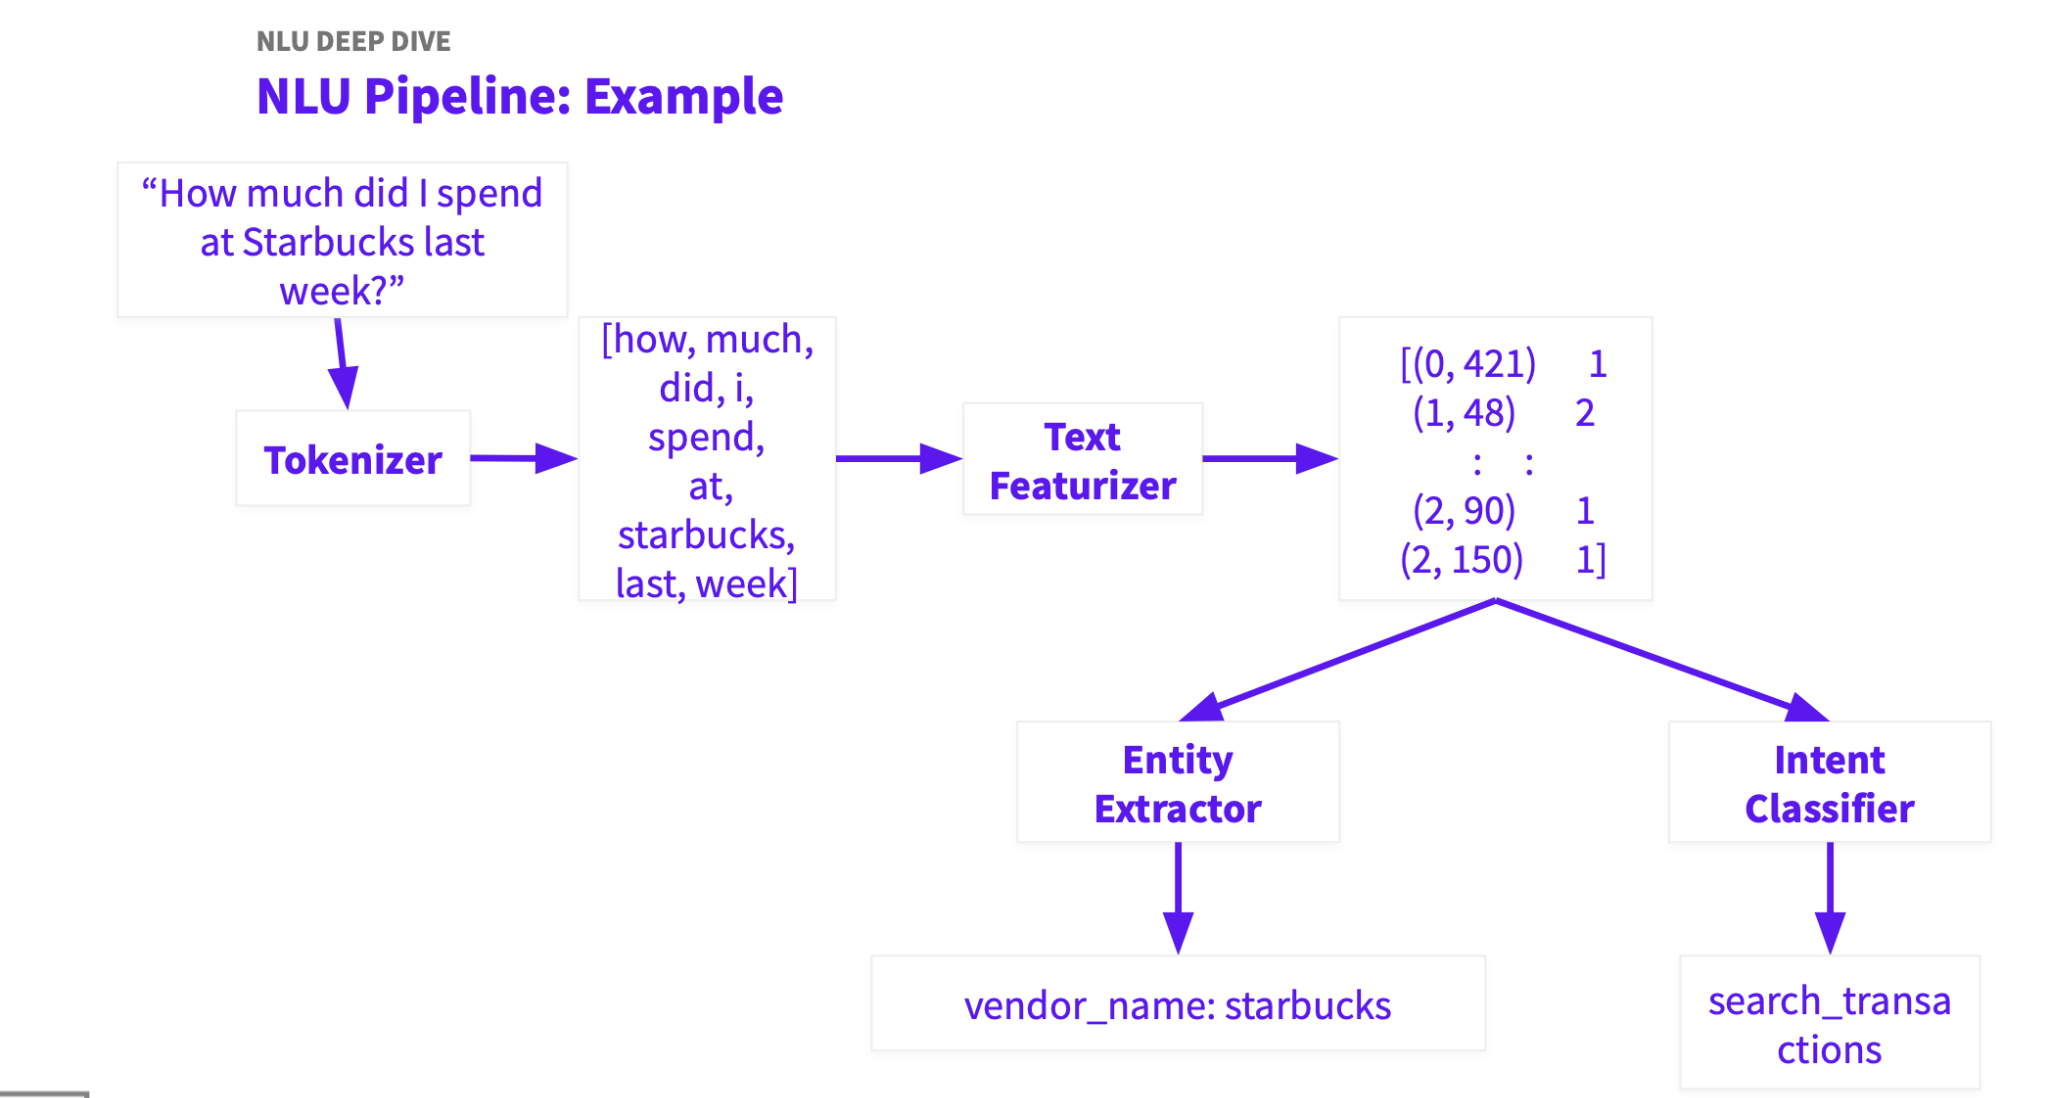 NLU DEEP DIVE
NLU Pipeline: Example
“How much did I spend
at Starbucks last
week?”
Tokenizer
[how, much,
did, i,
spend,
at,
starbucks,
last, week]
Text
Featurizer
[(0, 421) 1
(1, 48) 2
: :
(2, 90) 1
(2, 150) 1]
Entity
Extractor
Intent
Classifier
vendor_name: starbucks
search_transa
ctions